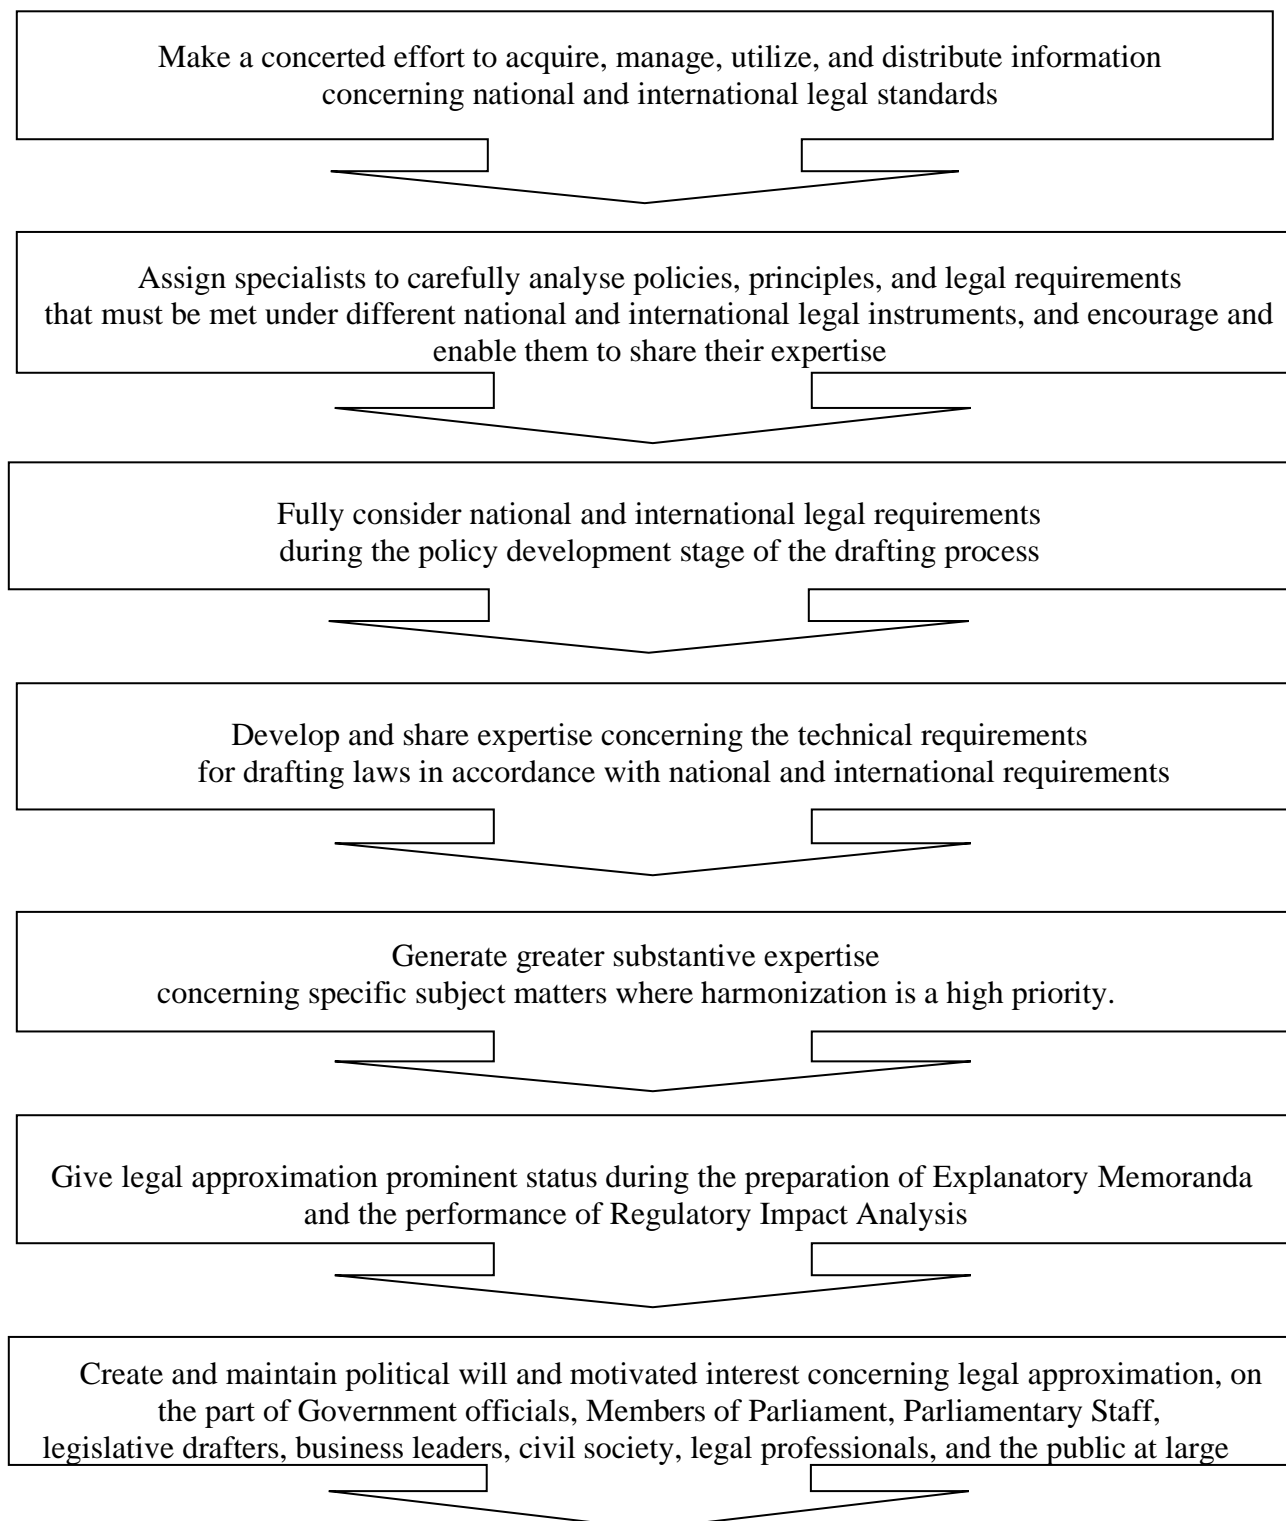 Make a concerted effort to acquire, manage, utilize, and distribute information
concerning national and international legal standards
Assign specialists to carefully analyse policies, principles, and legal requirements
that must be met under different national and international legal instruments, and encourage and
enable them to share their expertise
Fully consider national and international legal requirements
during the policy development stage of the drafting process
Develop and share expertise concerning the technical requirements
for drafting laws in accordance with national and international requirements
Generate greater substantive expertise
concerning specific subject matters where harmonization is a high priority.
Give legal approximation prominent status during the preparation of Explanatory Memoranda
and the performance of Regulatory Impact Analysis
Create and maintain political will and motivated interest concerning legal approximation, on
the part of Government officials, Members of Parliament, Parliamentary Staff,
legislative drafters, business leaders, civil society, legal professionals, and the public at large